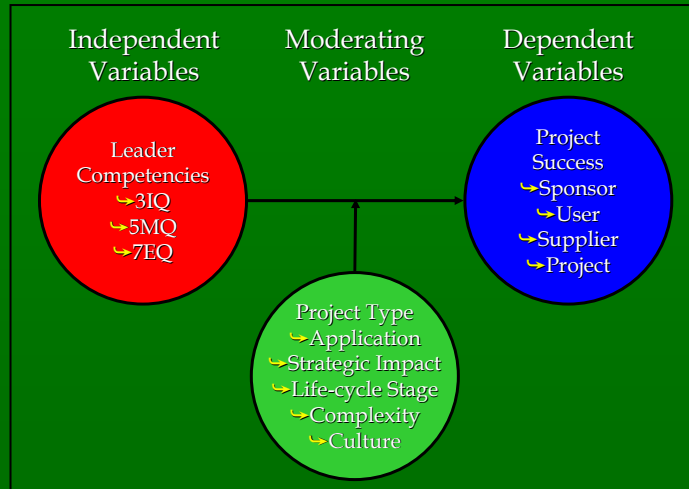 Independent
Variables
Moderating
Variables
Dependent
Variables
Leader
Competencies
↪3IQ
↪5MQ
↪7EQ
Project
Success
↪Sponsor
↪User
↪Supplier
↪Project
Project Type
↪Application
↪Strategic Impact
↪Life-cycle Stage
↪Complexity
↪Culture